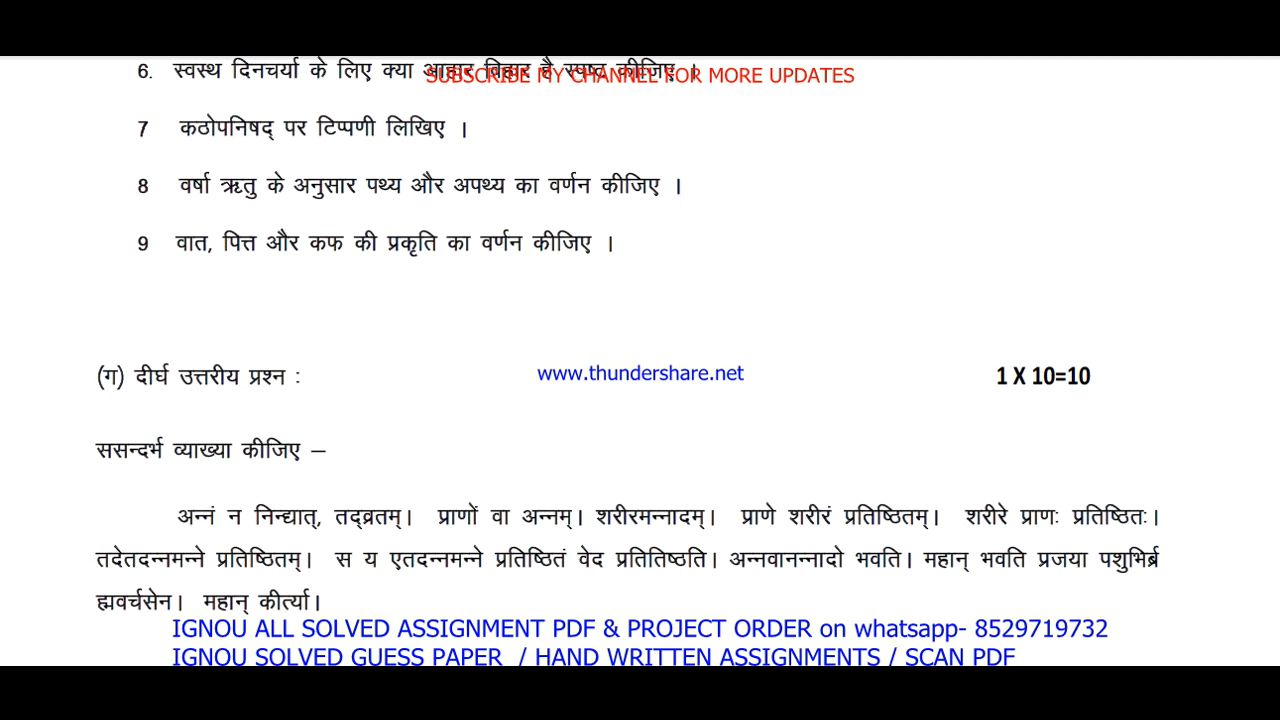 6. स्वस्थ दिनचर्या के लिए क्या आहार विहार है स्पष्ट कीजिए ।
SUBSCRIBE MY CHANNEL FOR MORE UPDATES
7 कठोपनिषद् पर टिप्पणी लिखिए ।
8 वर्षा ऋतु के अनुसार पथ्य और अपथ्य का वर्णन कीजिए ।
9 वात, पित्त और कफ की प्रकृति का वर्णन कीजिए ।
(ग) दीर्घ उत्तरीय प्रश्न : www.thundershare.net 1 X 10=10
ससन्दर्भ व्याख्या कीजिए –
अन्नं न निन्द्यात्, तद्व्रतम्। प्राणों वा अन्नम्। शरीरमन्नादम्। प्राणे शरीरं प्रतिष्ठितम्। शरीरे प्राणः प्रतिष्ठितः।
तदेतदन्नमन्ने प्रतिष्ठितम्। स य एतदन्नमन्ने प्रतिष्ठितं वेद प्रतितिष्ठति। अन्नवानन्नादो भवति। महान् भवति प्रजया पशुभिर्ब्र
ह्मवर्चसेन। महान् कीर्त्या।
IGNOU ALL SOLVED ASSIGNMENT PDF & PROJECT ORDER on whatsapp- 8529719732
IGNOU SOLVED GUESS PAPER / HAND WRITTEN ASSIGNMENTS / SCAN PDF